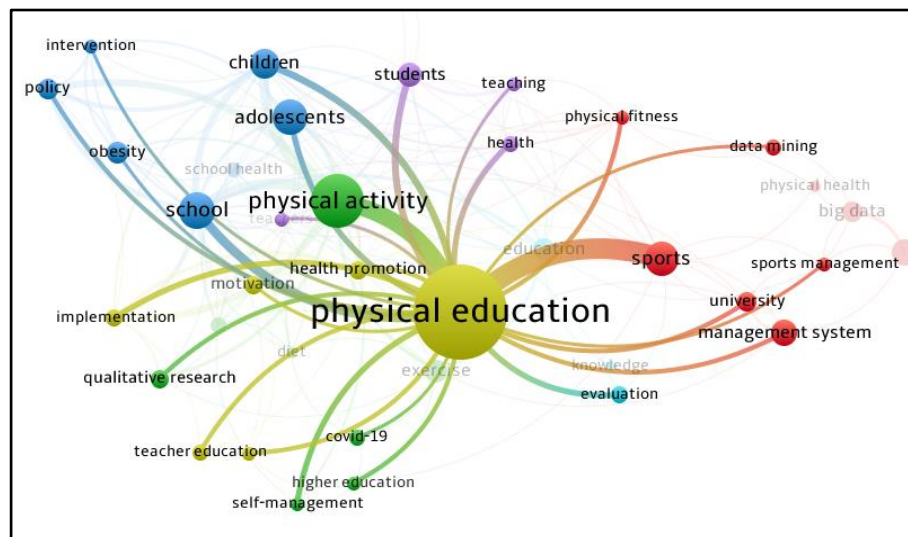 intervention
children
students
policy
teaching
adolescents
physical fitness
obesity
health
data mining
school health
physical activity
physical health
school
teachers
big data
education
sports
health promotion
sports management
motivation
physical education
university
implementation
management system
diet
exercise
knowledge
qualitative research
evaluation
covid-19
teacher education
higher education
self-management